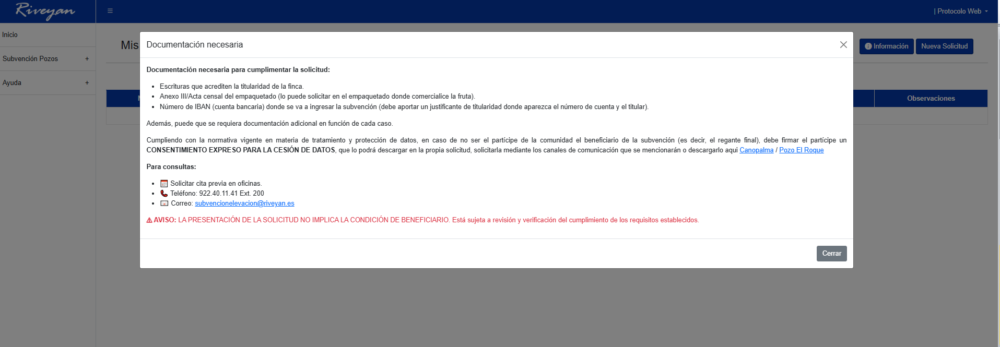 Riveyan
☰
| Protocolo Web
Inicio
Subvención Pozos +
Ayuda +
Mis
Información
Nueva Solicitud
Observaciones
Documentación necesaria
Documentación necesaria para cumplimentar la solicitud:
• Escrituras que acrediten la titularidad de la finca.
• Anexo III/Acta censal del empaquetado (lo puede solicitar en el empaquetado donde comercialice la fruta).
• Número de IBAN (cuenta bancaria) donde se va a ingresar la subvención (debe aportar un justificante de titularidad donde aparezca el número de cuenta y el titular).
Además, puede que se requiera documentación adicional en función de cada caso.
Cumpliendo con la normativa vigente en materia de tratamiento y protección de datos, en caso de no ser el partícipe de la comunidad el beneficiario de la subvención (es decir, el regante final), debe firmar el partícipe un
CONSENTIMIENTO EXPRESO PARA LA CESIÓN DE DATOS, que lo podrá descargar en la propia solicitud, solicitarla mediante los canales de comunicación que se mencionarán o descargarlo aqui Canopalma / Pozo El Roque
Para consultas:
• Solicitar cita previa en oficinas.
• Teléfono: 922.40.11.41 Ext. 200
• Correo: subvencionelevacion@riveyan.es
⚠ AVISO: LA PRESENTACIÓN DE LA SOLICITUD NO IMPLICA LA CONDICIÓN DE BENEFICIARIO. Está sujeta a revisión y verificación del cumplimiento de los requisitos establecidos.
Cerrar